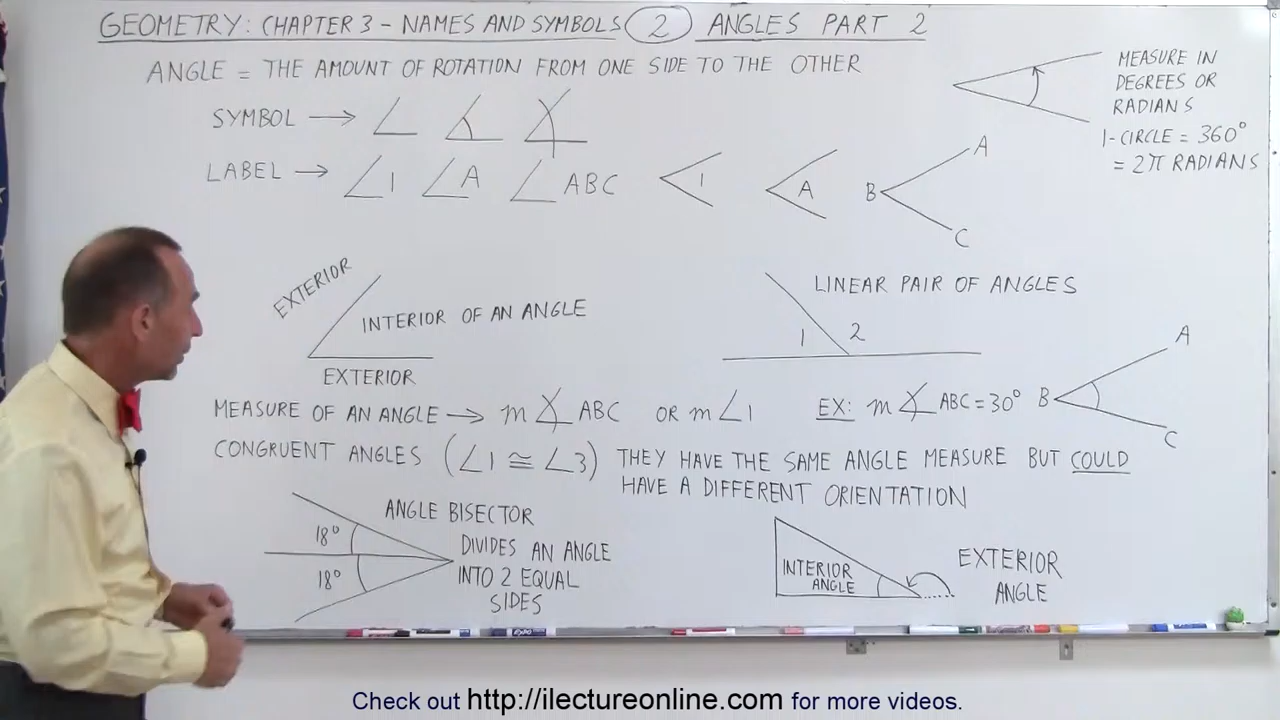 GEOMETRY: CHAPTER 3 - NAMES AND SYMBOLS 2 ANGLES PART 2
ANGLE = THE AMOUNT OF ROTATION FROM ONE SIDE TO THE OTHER
MEASURE IN
DEGREES OR
RADIANS
1-CIRCLE = 360°
= 2π RADIANS
SYMBOL → ∠ ∡ ∡
LABEL → ∠1 ∠A ∠ABC
1
A
A
B
C
EXTERIOR
INTERIOR OF AN ANGLE
EXTERIOR
LINEAR PAIR OF ANGLES
1 2
MEASURE OF AN ANGLE → m∡ABC OR m∠1 EX: m∡ABC = 30°
A
B
C
CONGRUENT ANGLES (∠1 ≅ ∠3) THEY HAVE THE SAME ANGLE MEASURE BUT COULD
HAVE A DIFFERENT ORIENTATION
18°
18°
ANGLE BISECTOR
DIVIDES AN ANGLE
INTO 2 EQUAL
SIDES
INTERIOR
ANGLE
EXTERIOR
ANGLE
EXPO
Check out http://ilectureonline.com for more videos.